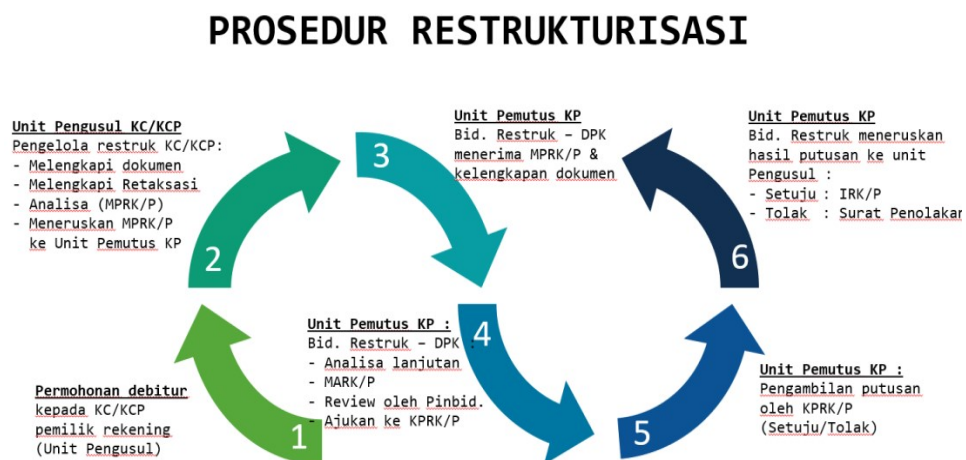 PROSEDUR RESTRUKTURISASI
Permohonan debitur
kepada KC/KCP
pemilik rekening
(Unit Pengusul)
1
Unit Pengusul KC/KCP
Pengelola restruk KC/KCP:
- Melengkapi dokumen
- Melengkapi Retaksasi
- Analisa (MPRK/P)
- Meneruskan MPRK/P
ke Unit Pemutus KP
2
3
Unit Pemutus KP
Bid. Restruk – DPK
menerima MPRK/P &
kelengkapan dokumen
Unit Pemutus KP :
Bid. Restruk – DPK :
- Analisa lanjutan
- MARK/P
- Review oleh Pinbid.
- Ajukan ke KPRK/P
4
5
Unit Pemutus KP :
Pengambilan putusan
oleh KPRK/P
(Setuju/Tolak)
6
Unit Pemutus KP
Bid. Restruk meneruskan
hasil putusan ke unit
Pengusul :
- Setuju : IRK/P
- Tolak : Surat Penolakan